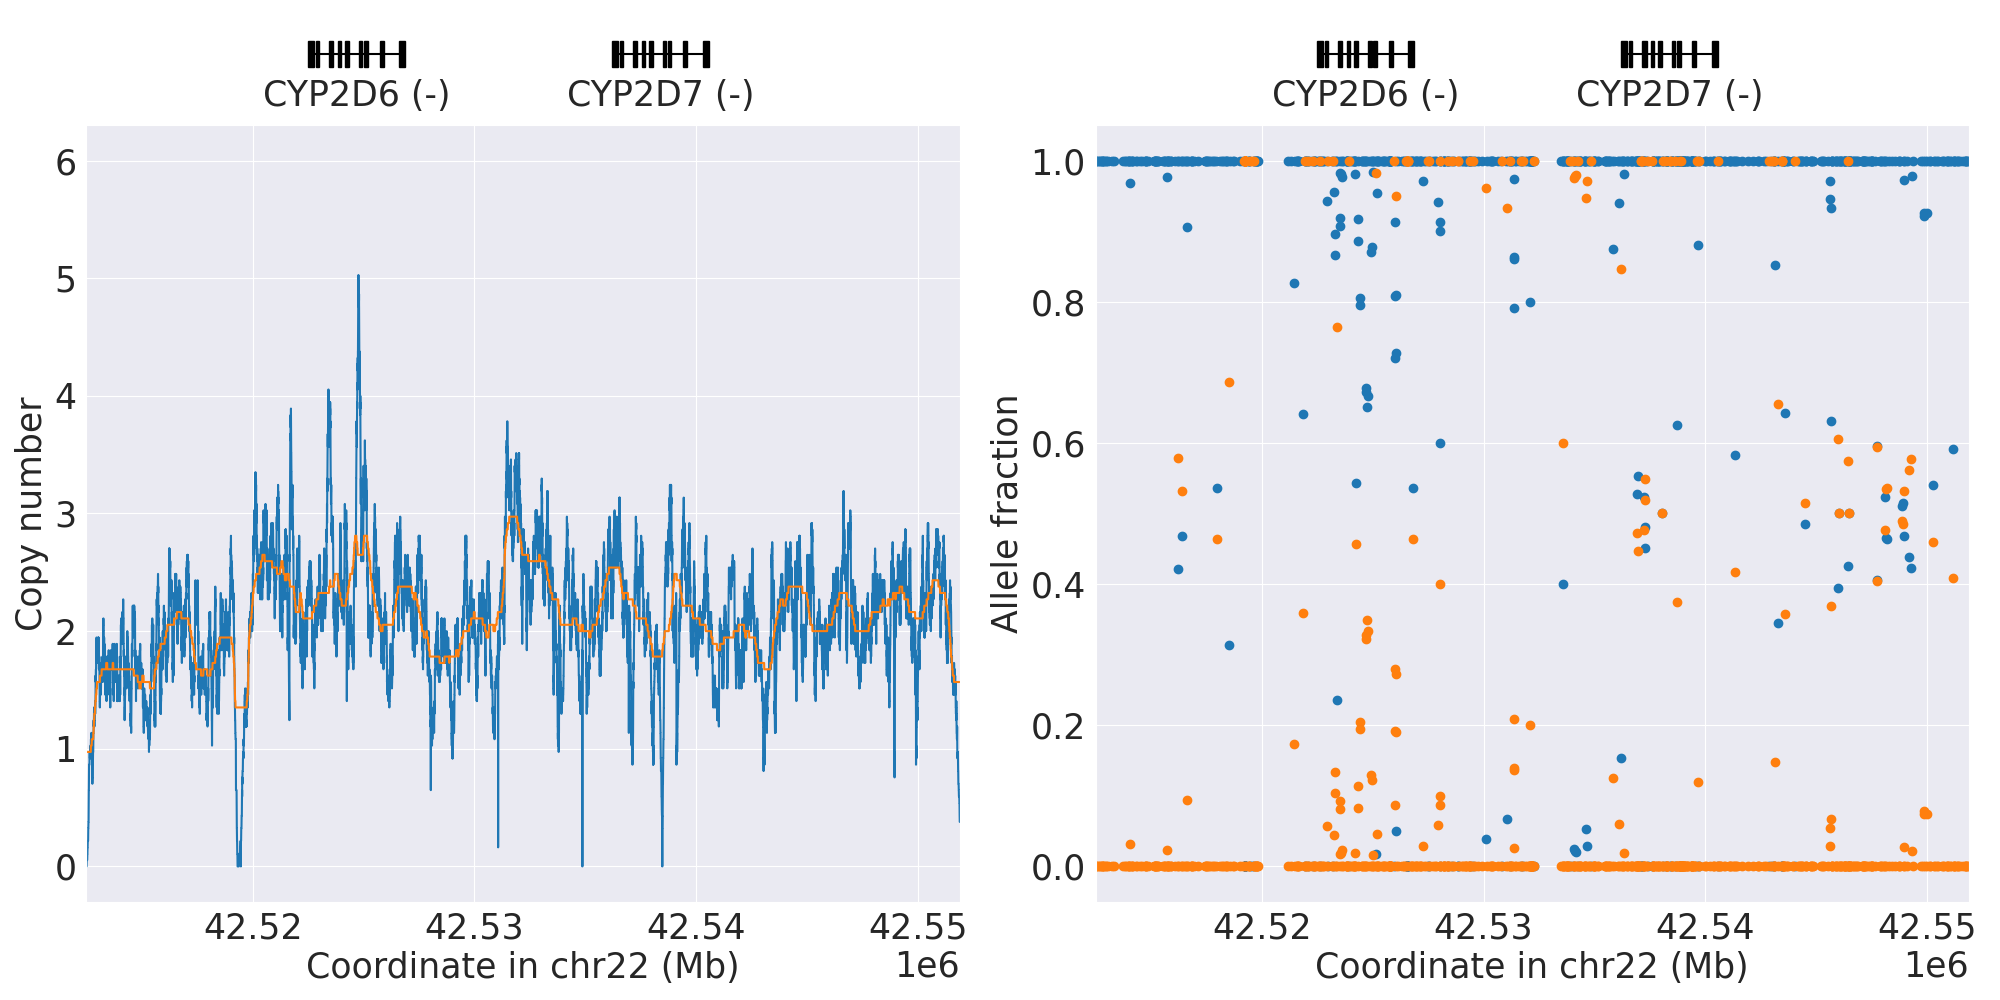 CYP2D6 (-) CYP2D7 (-)
6
5
4
3
2
1
0
Copy number
42.52 42.53 42.54 42.55
Coordinate in chr22 (Mb)
1e6
CYP2D6 (-) CYP2D7 (-)
1.0
0.8
0.6
0.4
0.2
0.0
Allele fraction
42.52 42.53 42.54 42.55
Coordinate in chr22 (Mb)
1e6